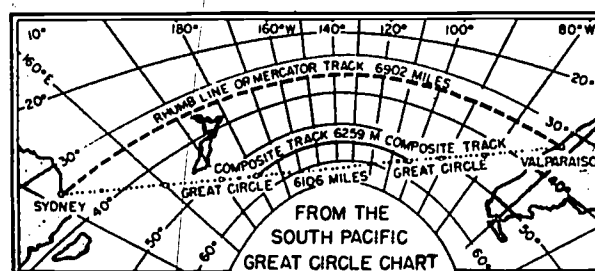 10° 180° 160°W 140° 120° 100° 80°W
160°E 20° 20°
RHUMB LINE OR MERCATOR TRACK 6902 MILES
30° 30°
COMPOSITE TRACK 6259 M COMPOSITE TRACK
VALPARAISO
GREAT CIRCLE GREAT CIRCLE
6106 MILES
SYDNEY 40° 40°
50° 50°
60° 60°
FROM THE
SOUTH PACIFIC
GREAT CIRCLE CHART